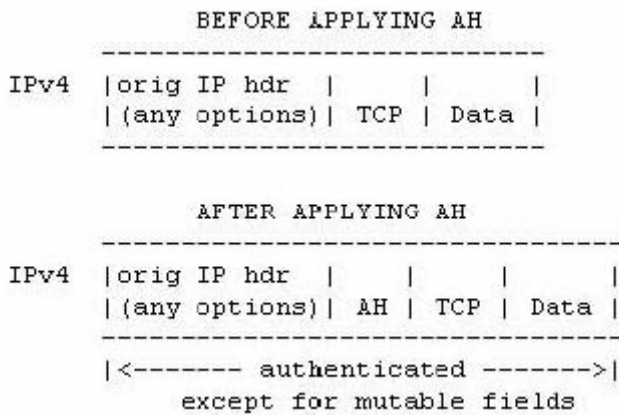 BEFORE APPLYING AH
----------------------------
IPv4 |orig IP hdr | | |
|(any options)| TCP | Data |
----------------------------
AFTER APPLYING AH
---------------------------------
IPv4 |orig IP hdr | | | |
|(any options)| AH | TCP | Data |
---------------------------------
|<------- authenticated ------->|
except for mutable fields